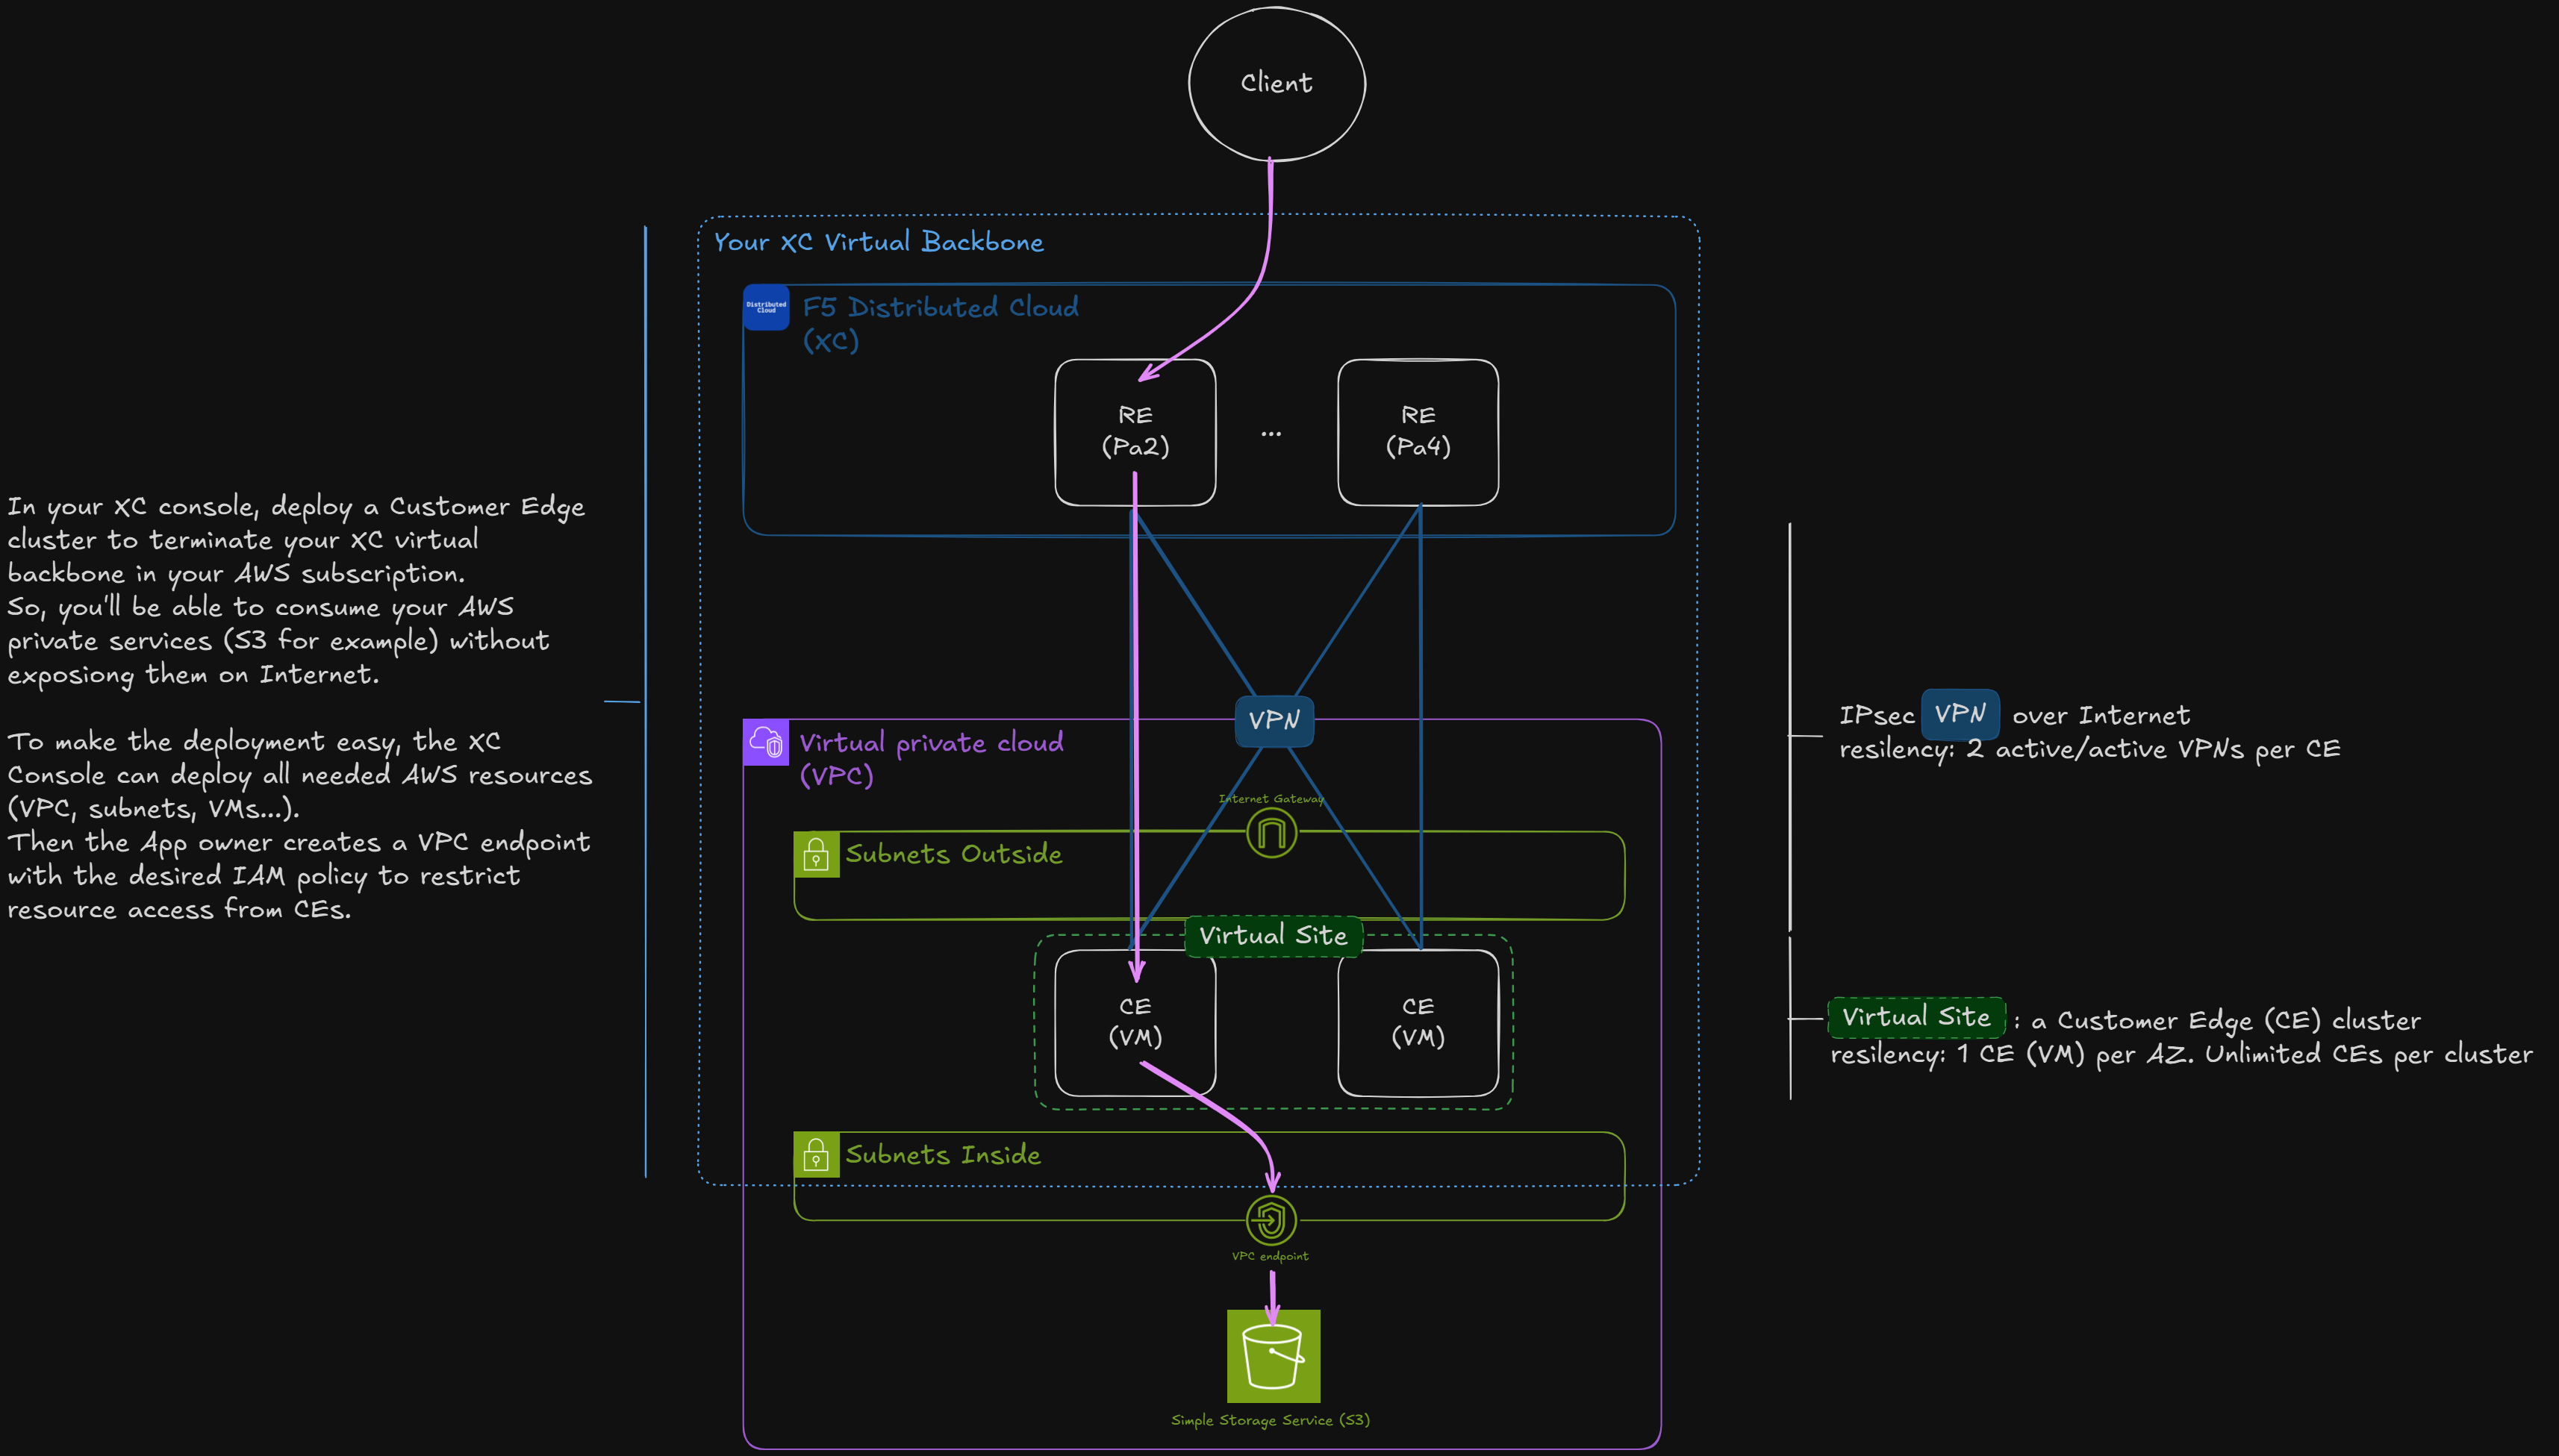 Client
Your XC Virtual Backbone
Distributed
Cloud
F5 Distributed Cloud
(XC)
RE
(Pa2)
...
RE
(Pa4)
In your XC console, deploy a Customer Edge
cluster to terminate your XC virtual
backbone in your AWS subscription.
So, you'll be able to consume your AWS
private services (S3 for example) without
exposiong them on Internet.
To make the deployment easy, the XC
Console can deploy all needed AWS resources
(VPC, subnets, VMs...).
Then the App owner creates a VPC endpoint
with the desired IAM policy to restrict
resource access from CEs.
VPN
Virtual private cloud
(VPC)
Internet Gateway
Subnets Outside
Virtual Site
CE
(VM)
CE
(VM)
Subnets Inside
VPC endpoint
Simple Storage Service (S3)
IPsec VPN over Internet
resilency: 2 active/active VPNs per CE
Virtual Site : a Customer Edge (CE) cluster
resilency: 1 CE (VM) per AZ. Unlimited CEs per cluster